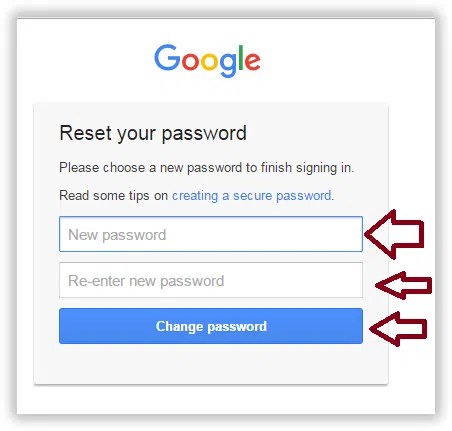 Google
Reset your password
Please choose a new password to finish signing in.
Read some tips on creating a secure password.
New password
Re-enter new password
Change password